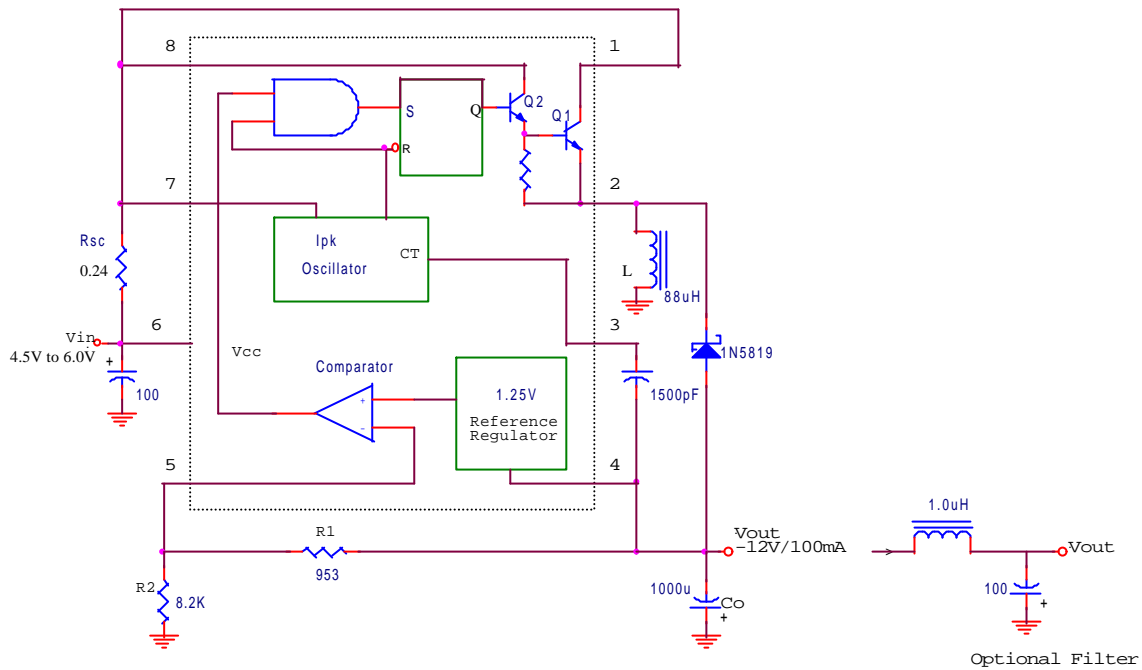 8
1
S
Q
Q2
Q1
R
7
2
Rsc
0.24
Ipk
Oscillator
CT
L
88uH
Vin
4.5V to 6.0V
6
3
+
100
Vcc
Comparator
+
-
1.25V
Reference
Regulator
1500pF
1N5819
5
4
R1
953
Vout
-12V/100mA
1.0uH
Vout
R2
8.2K
1000u
Co
+
100
+
Optional Filter